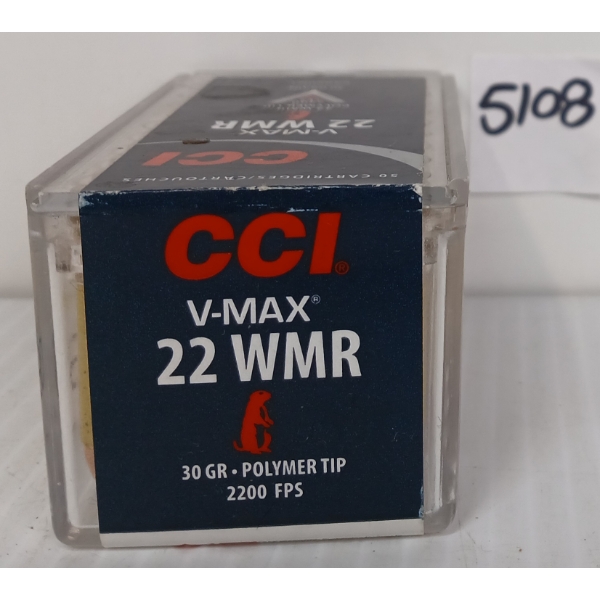 5108
V-MAX
22 WMR
CCI
50 CARTRIDGES/CARTOUCHES
CCI®
V-MAX®
22 WMR
30 GR • POLYMER TIP
2200 FPS